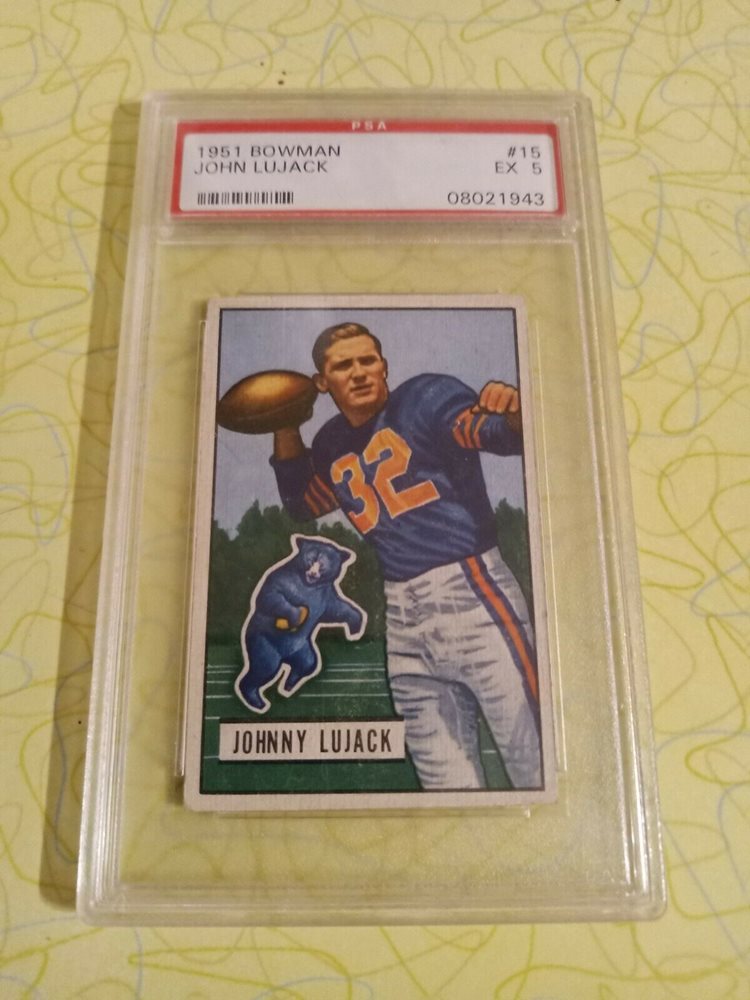 PSA
1951 BOWMAN #15
JOHN LUJACK EX 5
08021943
32
JOHNNY LUJACK